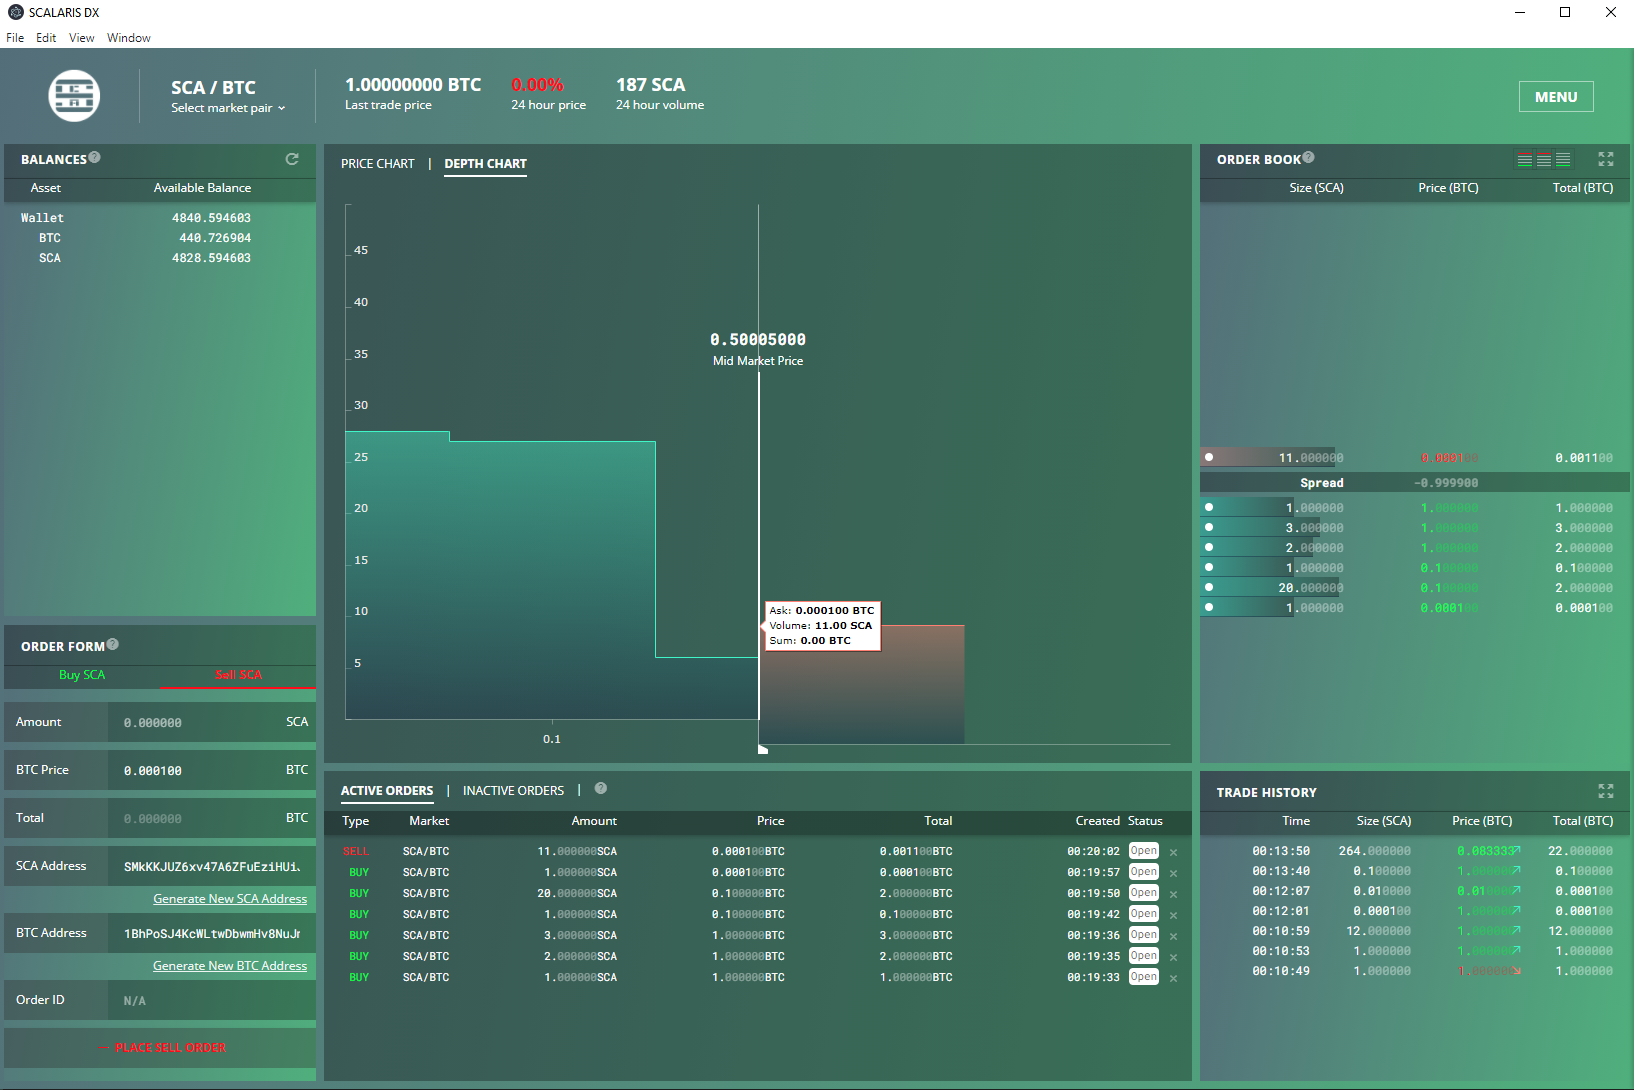 SCALARIS DX
File Edit View Window
SCA / BTC
Select market pair
1.00000000 BTC
Last trade price
0.00%
24 hour price
187 SCA
24 hour volume
MENU
BALANCES
Asset Available Balance
Wallet 4840.594603
BTC 440.726904
SCA 4828.594603
ORDER FORM
Buy SCA Sell SCA
Amount 0.000000 SCA
BTC Price 0.000100 BTC
Total 0.000000 BTC
SCA Address SMkKKJUZ6xv47A6ZFuEziHUi
Generate New SCA Address
BTC Address 1BhPoSJ4KcWLtwDbwmHv8NuJ
Generate New BTC Address
Order ID N/A
PLACE SELL ORDER
PRICE CHART | DEPTH CHART
45
40
35
30
25
20
15
10
5
0.1
0.50005000
Mid Market Price
Ask: 0.000100 BTC
Volume: 11.00 SCA
Sum: 0.00 BTC
ACTIVE ORDERS | INACTIVE ORDERS |
Type Market Amount Price Total Created Status
SELL SCA/BTC 11.000000SCA 0.000100BTC 0.001100BTC 00:20:02 Open
BUY SCA/BTC 1.000000SCA 0.000100BTC 0.000100BTC 00:19:57 Open
BUY SCA/BTC 20.000000SCA 0.100000BTC 2.000000BTC 00:19:50 Open
BUY SCA/BTC 1.000000SCA 0.100000BTC 0.100000BTC 00:19:42 Open
BUY SCA/BTC 3.000000SCA 1.000000BTC 3.000000BTC 00:19:36 Open
BUY SCA/BTC 2.000000SCA 1.000000BTC 2.000000BTC 00:19:35 Open
BUY SCA/BTC 1.000000SCA 1.000000BTC 1.000000BTC 00:19:33 Open
ORDER BOOK
Size (SCA) Price (BTC) Total (BTC)
11.000000 0.000100 0.001100
Spread -0.999900
1.000000 1.000000 1.000000
3.000000 1.000000 3.000000
2.000000 1.000000 2.000000
1.000000 0.100000 0.100000
20.000000 0.100000 2.000000
1.000000 0.000100 0.000100
TRADE HISTORY
Time Size (SCA) Price (BTC) Total (BTC)
00:13:50 264.000000 0.083333 22.000000
00:13:40 0.100000 1.000000 0.100000
00:12:07 0.010000 0.010000 0.000100
00:12:01 0.000100 1.000000 0.000100
00:10:59 12.000000 1.000000 12.000000
00:10:53 1.000000 1.000000 1.000000
00:10:49 1.000000 1.000000 1.000000